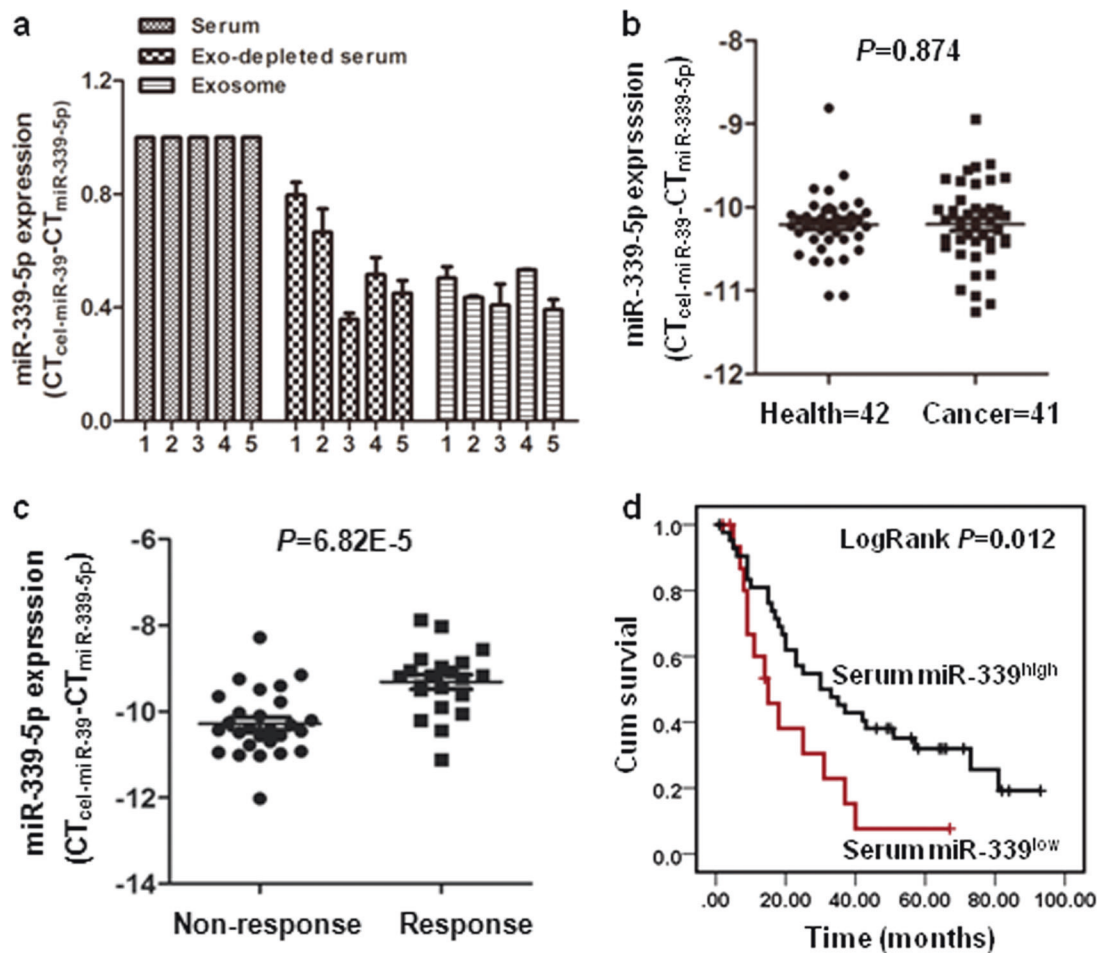 a
Serum
Exo-depleted serum
Exosome
miR-339-5p expression
(CTcel-miR-39-CTmiR-339-5p)
1.2
0.8
0.4
0.0
1 2 3 4 5 1 2 3 4 5 1 2 3 4 5
b
P=0.874
miR-339-5p exprsssion
(CTcel-miR-39-CTmiR-339-5p)
-8
-9
-10
-11
-12
Health=42 Cancer=41
c
P=6.82E-5
miR-339-5p exprsssion
(CTcel-miR-39-CTmiR-339-5p)
-6
-8
-10
-12
-14
Non-response Response
d
LogRank P=0.012
Serum miR-339high
Serum miR-339low
Cum survial
1.0
0.8
0.6
0.4
0.2
0.0
.00 20.00 40.00 60.00 80.00 100.00
Time (months)